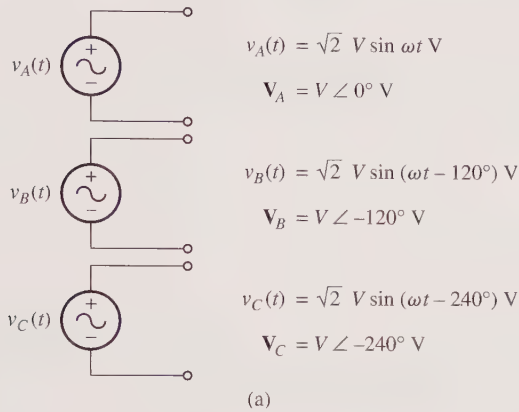 v_A(t)
+
−
v_A(t) = √2 V sin ωt V
V_A = V∠0° V
v_B(t)
+
−
v_B(t) = √2 V sin (ωt – 120°) V
V_B = V∠–120° V
v_C(t)
+
−
v_C(t) = √2 V sin (ωt – 240°) V
V_C = V∠–240° V
(a)